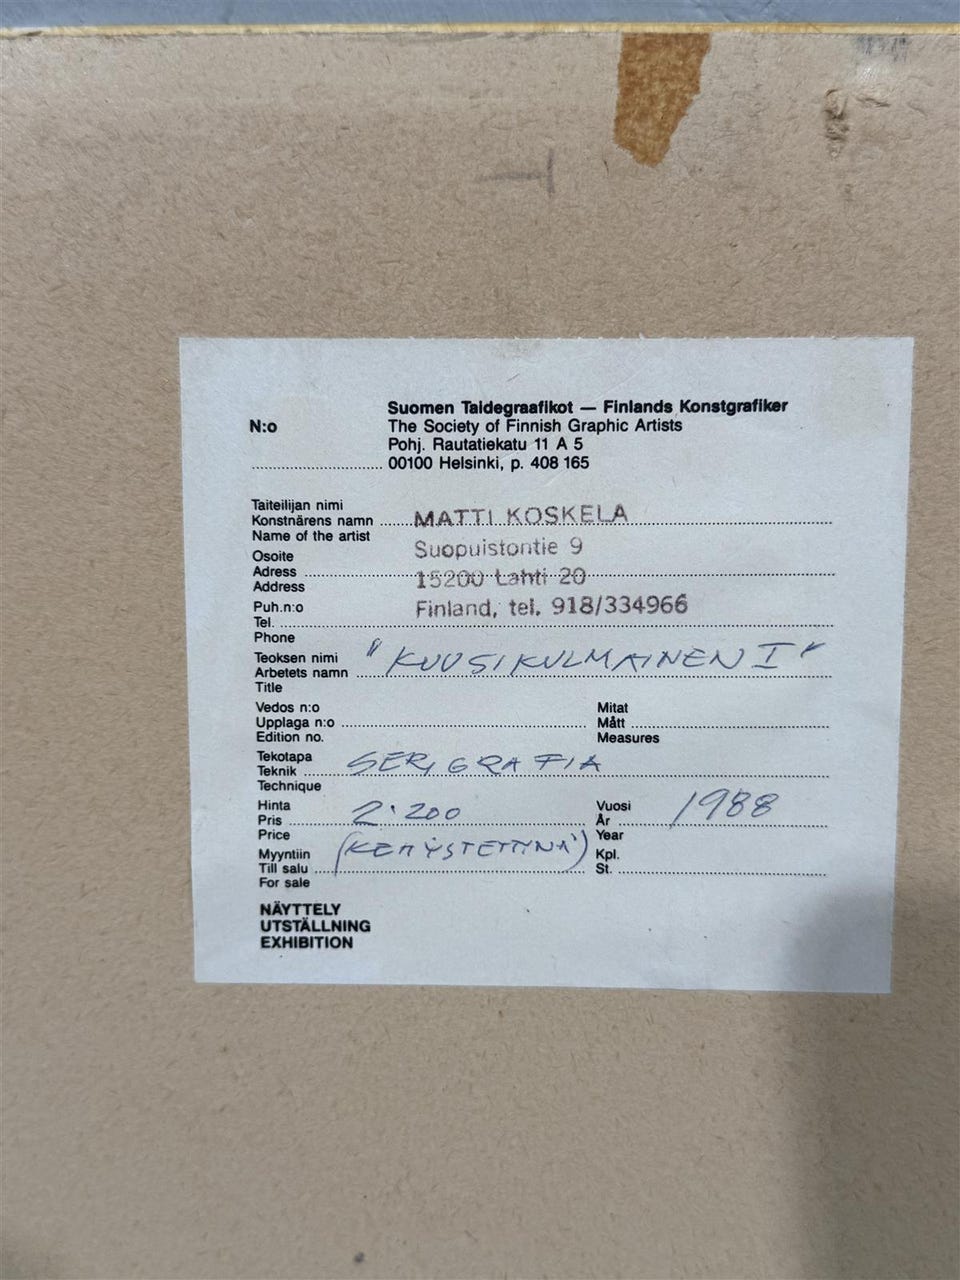 Suomen Taidegraafikot — Finlands Konstgrafiker
N:o The Society of Finnish Graphic Artists
Pohj. Rautatiekatu 11 A 5
00100 Helsinki, p. 408 165
Taiteilijan nimi
Konstnärens namn MATTI KOSKELA
Name of the artist
Osoite Suopuistontie 9
Adress 15200 Lahti 20
Address
Puh.n:o Finland, tel. 918/334966
Tel.
Phone
Teoksen nimi "KUUSIKULMAINEN I"
Arbetets namn
Title
Vedos n:o Mitat
Upplaga n:o Mått
Edition no. Measures
Tekotapa SERIGRAFIA
Teknik
Technique
Hinta 2.200 Vuosi 1988
Pris År
Price Year
Myyntiin (KEHYSTETTYNÄ) Kpl.
Till salu St.
For sale
NÄYTTELY
UTSTÄLLNING
EXHIBITION